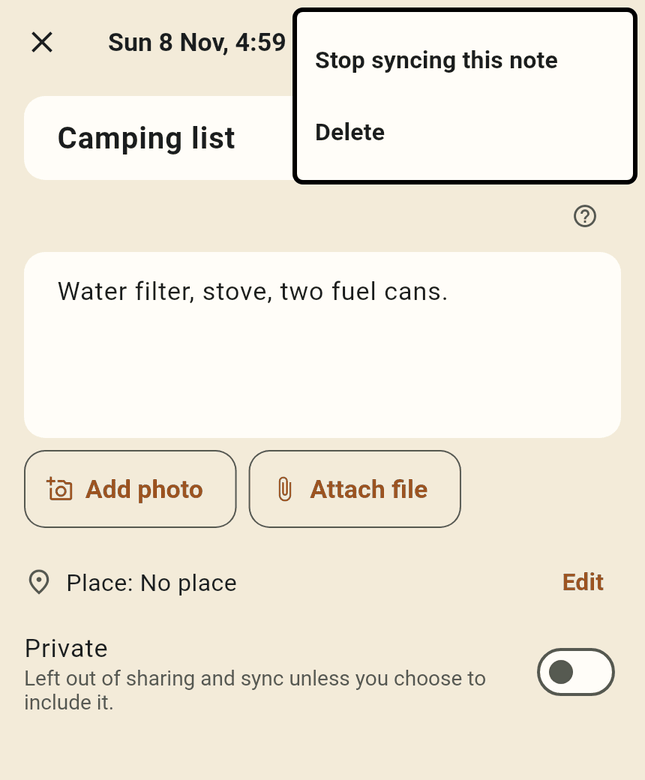 Sun 8 Nov, 4:59
Stop syncing this note
Delete
Camping list
Water filter, stove, two fuel cans.
Add photo
Attach file
Place: No place
Edit
Private
Left out of sharing and sync unless you choose to
include it.